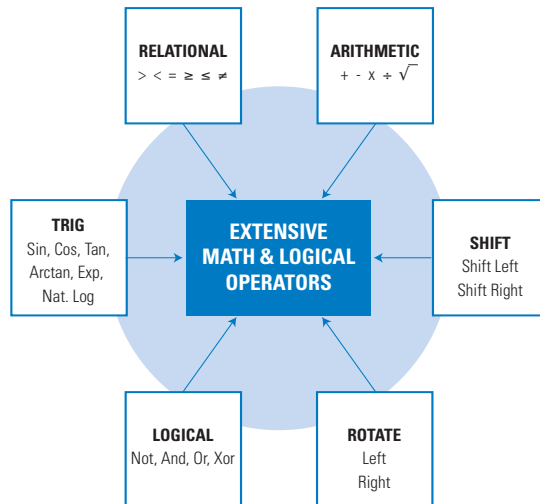 RELATIONAL
> < = ≥ ≤ ≠
ARITHMETIC
+ - x ÷ √
TRIG
Sin, Cos, Tan,
Arctan, Exp,
Nat. Log
EXTENSIVE
MATH & LOGICAL
OPERATORS
SHIFT
Shift Left
Shift Right
LOGICAL
Not, And, Or, Xor
ROTATE
Left
Right